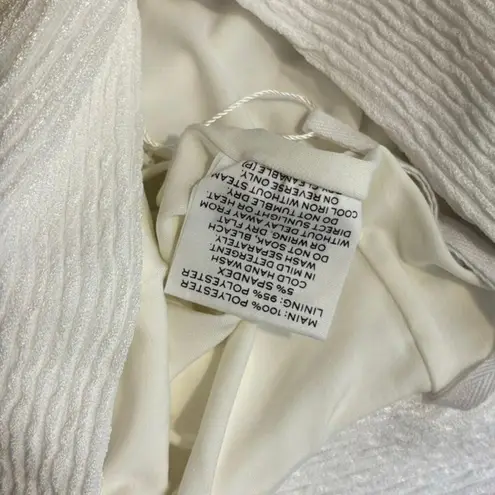 MAIN: 100% POLYESTER
LINING: 95% POLYESTER
5% SPANDEX
COLD HAND WASH
IN MILD DETERGENT
WASH SEPARATELY.
DO NOT SOAK, BLEACH
OR WRING. DRY FLAT
WITHOUT DELAY AWAY FROM
DIRECT SUNLIGHT OR HEAT.
DO NOT TUMBLE DRY
COOL IRON WITHOUT STEAM
ON REVERSE ONLY.
CLEANABLE (P)